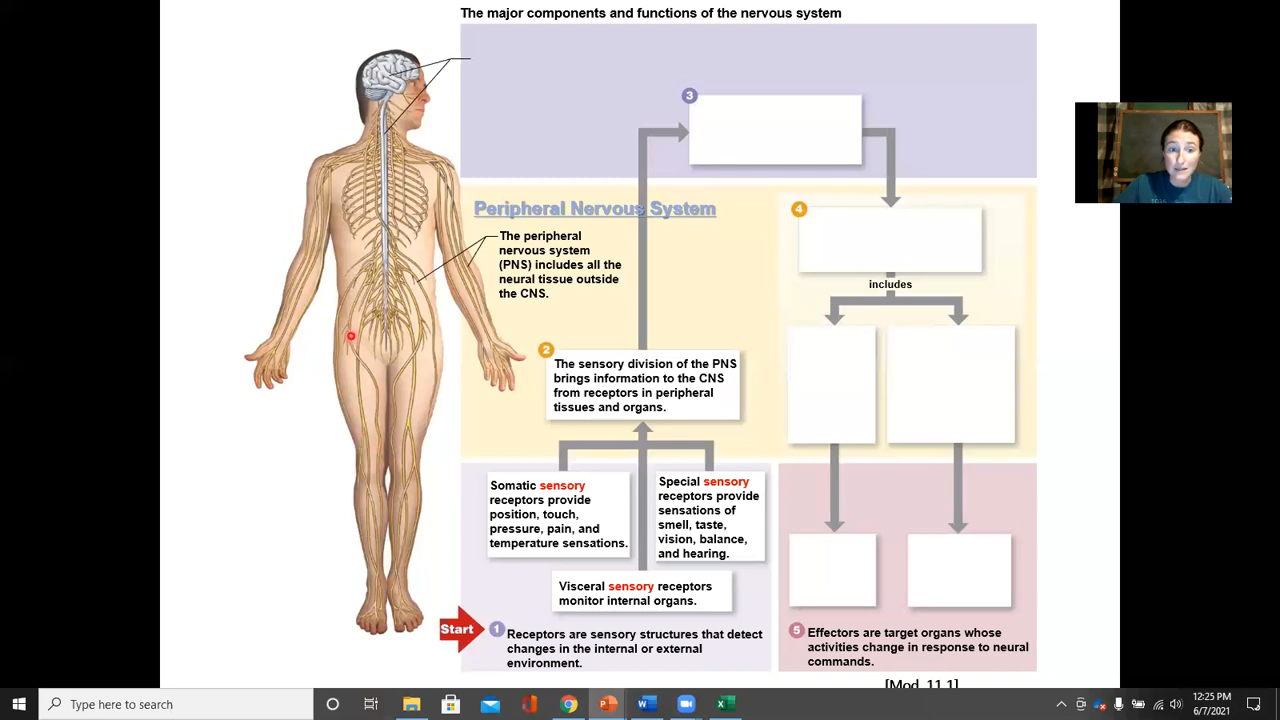 The major components and functions of the nervous system
3
Peripheral Nervous System
4
The peripheral
nervous system
(PNS) includes all the
neural tissue outside
the CNS.
includes
2
The sensory division of the PNS
brings information to the CNS
from receptors in peripheral
tissues and organs.
Somatic sensory
receptors provide
position, touch,
pressure, pain, and
temperature sensations.
Special sensory
receptors provide
sensations of
smell, taste,
vision, balance,
and hearing.
Visceral sensory receptors
monitor internal organs.
Start
1
Receptors are sensory structures that detect
changes in the internal or external
environment.
5
Effectors are target organs whose
activities change in response to neural
commands.
[Mod. 11.1]
Type here to search
12:25 PM
6/7/2021